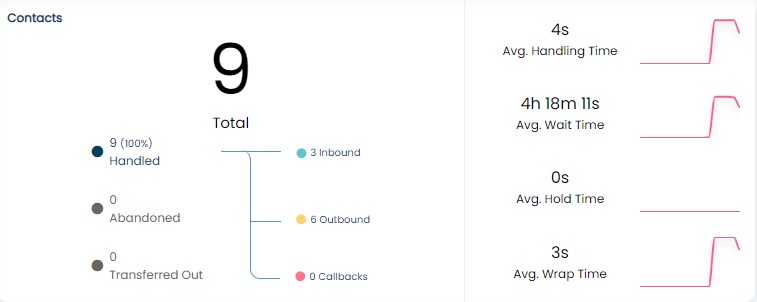 Contacts
9
Total
9 (100%)
Handled
0
Abandoned
0
Transferred Out
3 Inbound
6 Outbound
0 Callbacks
4s
Avg. Handling Time
4h 18m 11s
Avg. Wait Time
0s
Avg. Hold Time
3s
Avg. Wrap Time